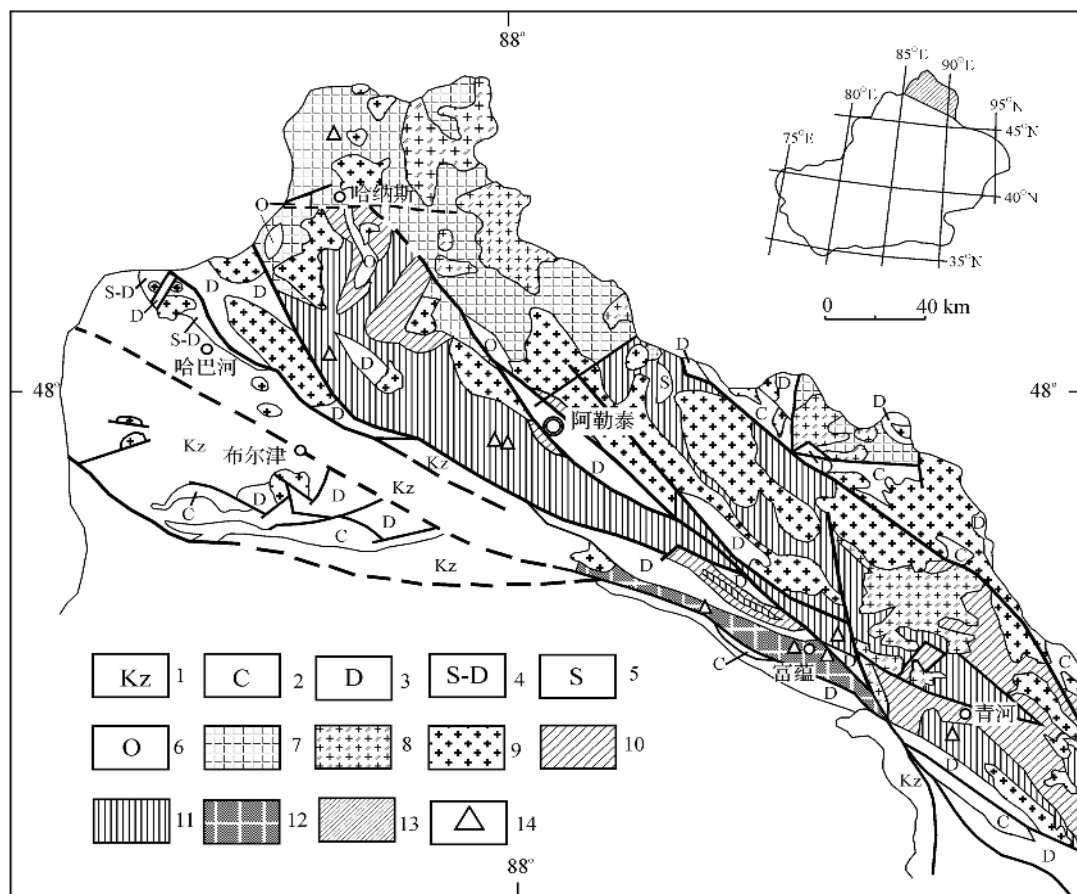 88°
85°E
90°E
80°E
95°N
75°E
45°N
40°N
35°N
0 40 km
哈纳斯
O
O
S-D
D
D
D
D
S-D
哈巴河
D
O
D
S
D
D
48°
48°
阿勒泰
C
D
Kz
布尔津
D
Kz
D
C
D
D
Kz
C
D
C
D
D
Kz
D
D
C
富蕴
D
D
C
青河
D
Kz
C
D
Kz 1
C 2
D 3
S-D 4
S 5
O 6
7
8
9
10
11
12
13
14
88°